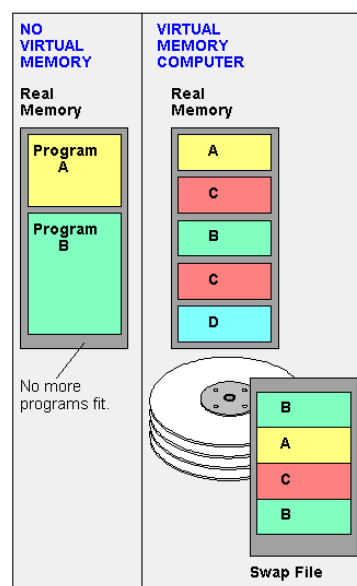 NO
VIRTUAL
MEMORY
Real
Memory
Program
A
Program
B
No more
programs fit.
VIRTUAL
MEMORY
COMPUTER
Real
Memory
A
C
B
C
D
B
A
C
B
Swap File